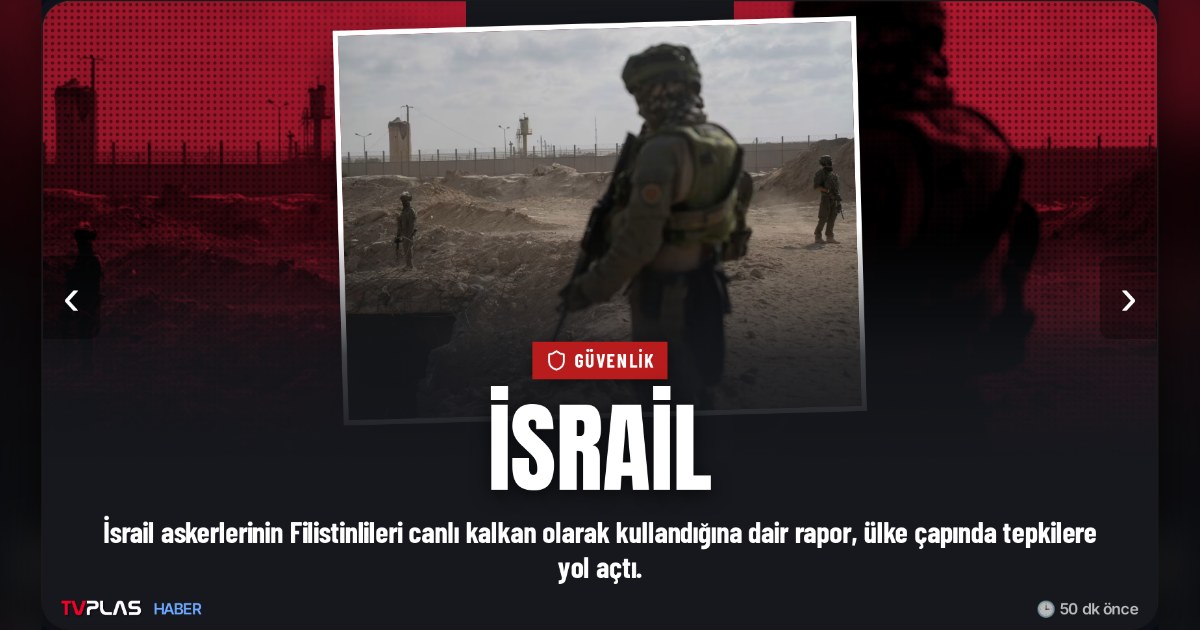 GÜVENLİK
İSRAİL
İsrail askerlerinin Filistinlileri canlı kalkan olarak kullandığına dair rapor, ülke çapında tepkilere
yol açtı.
TVPLAS HABER
50 dk önce